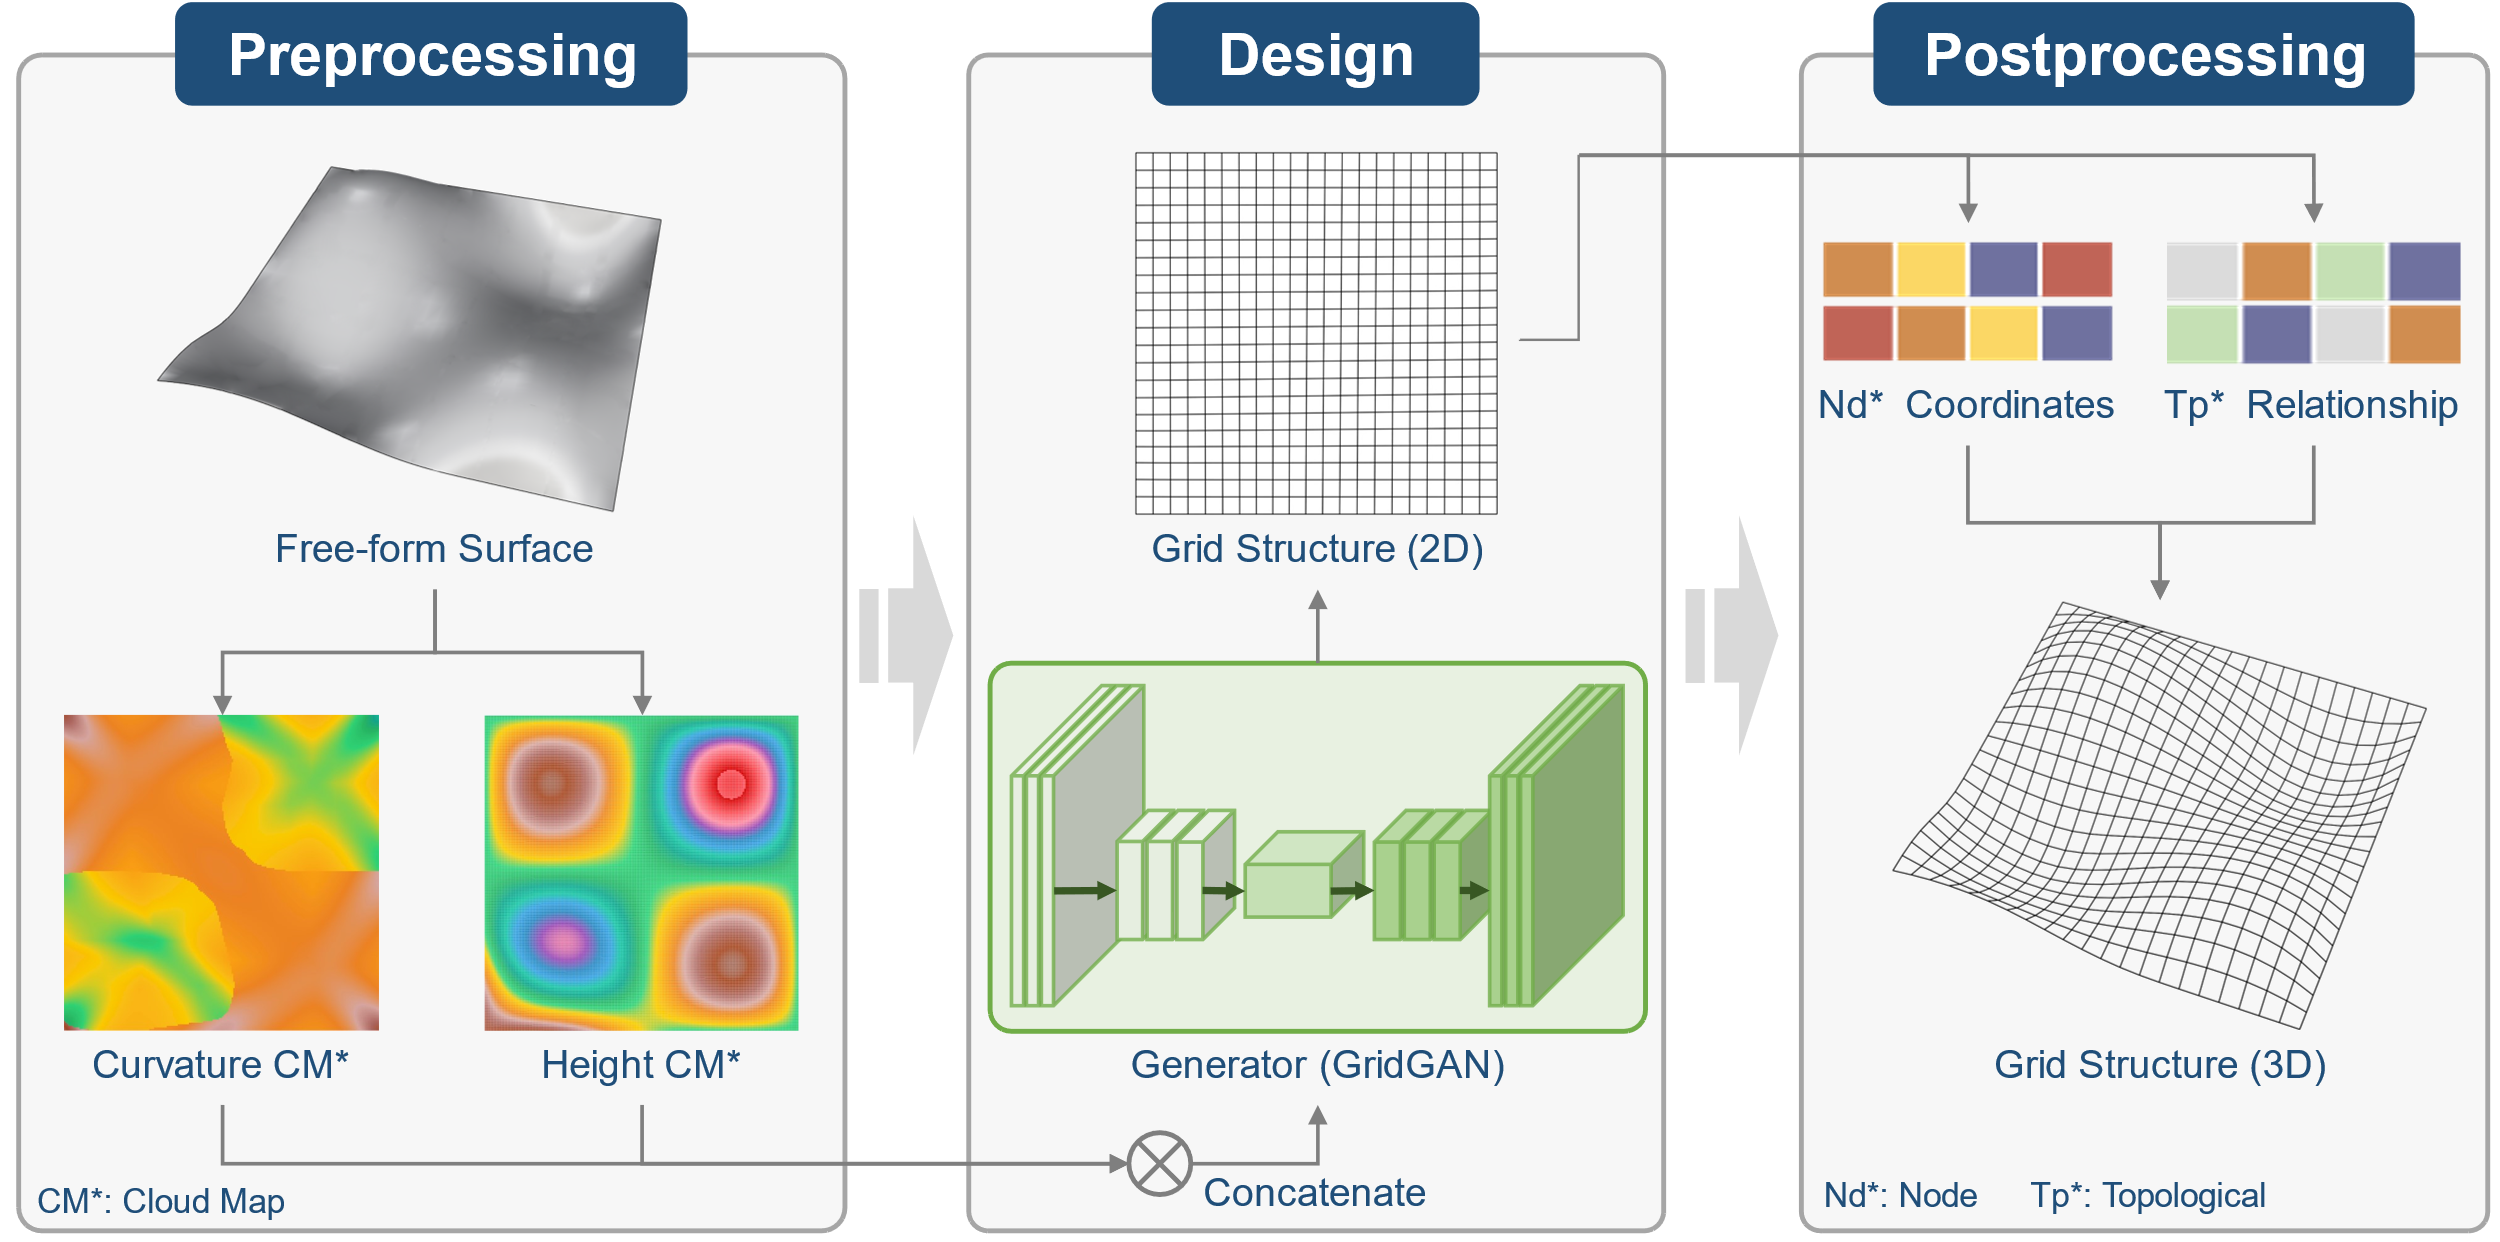 Preprocessing
Free-form Surface
Curvature CM*
Height CM*
CM*: Cloud Map
Design
Grid Structure (2D)
Generator (GridGAN)
Concatenate
Postprocessing
Nd* Coordinates
Tp* Relationship
Grid Structure (3D)
Nd*: Node
Tp*: Topological